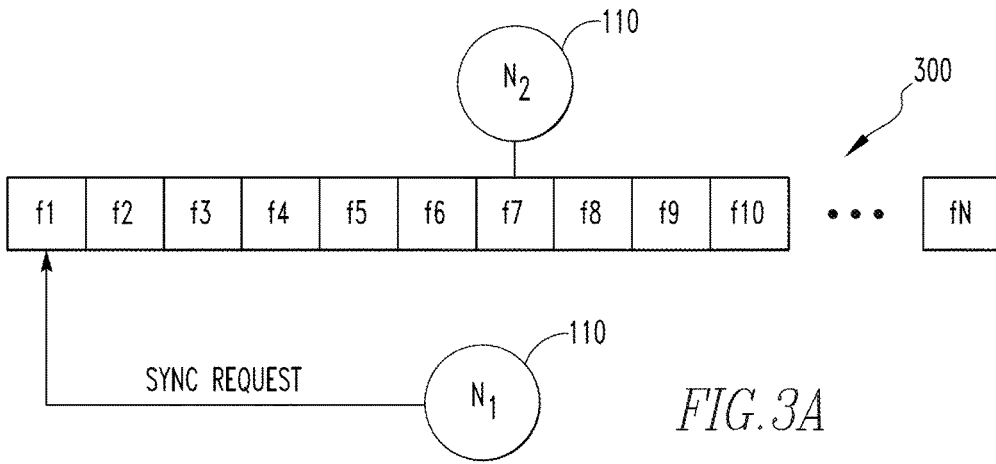 110
N2
300
f1 f2 f3 f4 f5 f6 f7 f8 f9 f10 ••• fN
110
SYNC REQUEST
N1
FIG. 3A